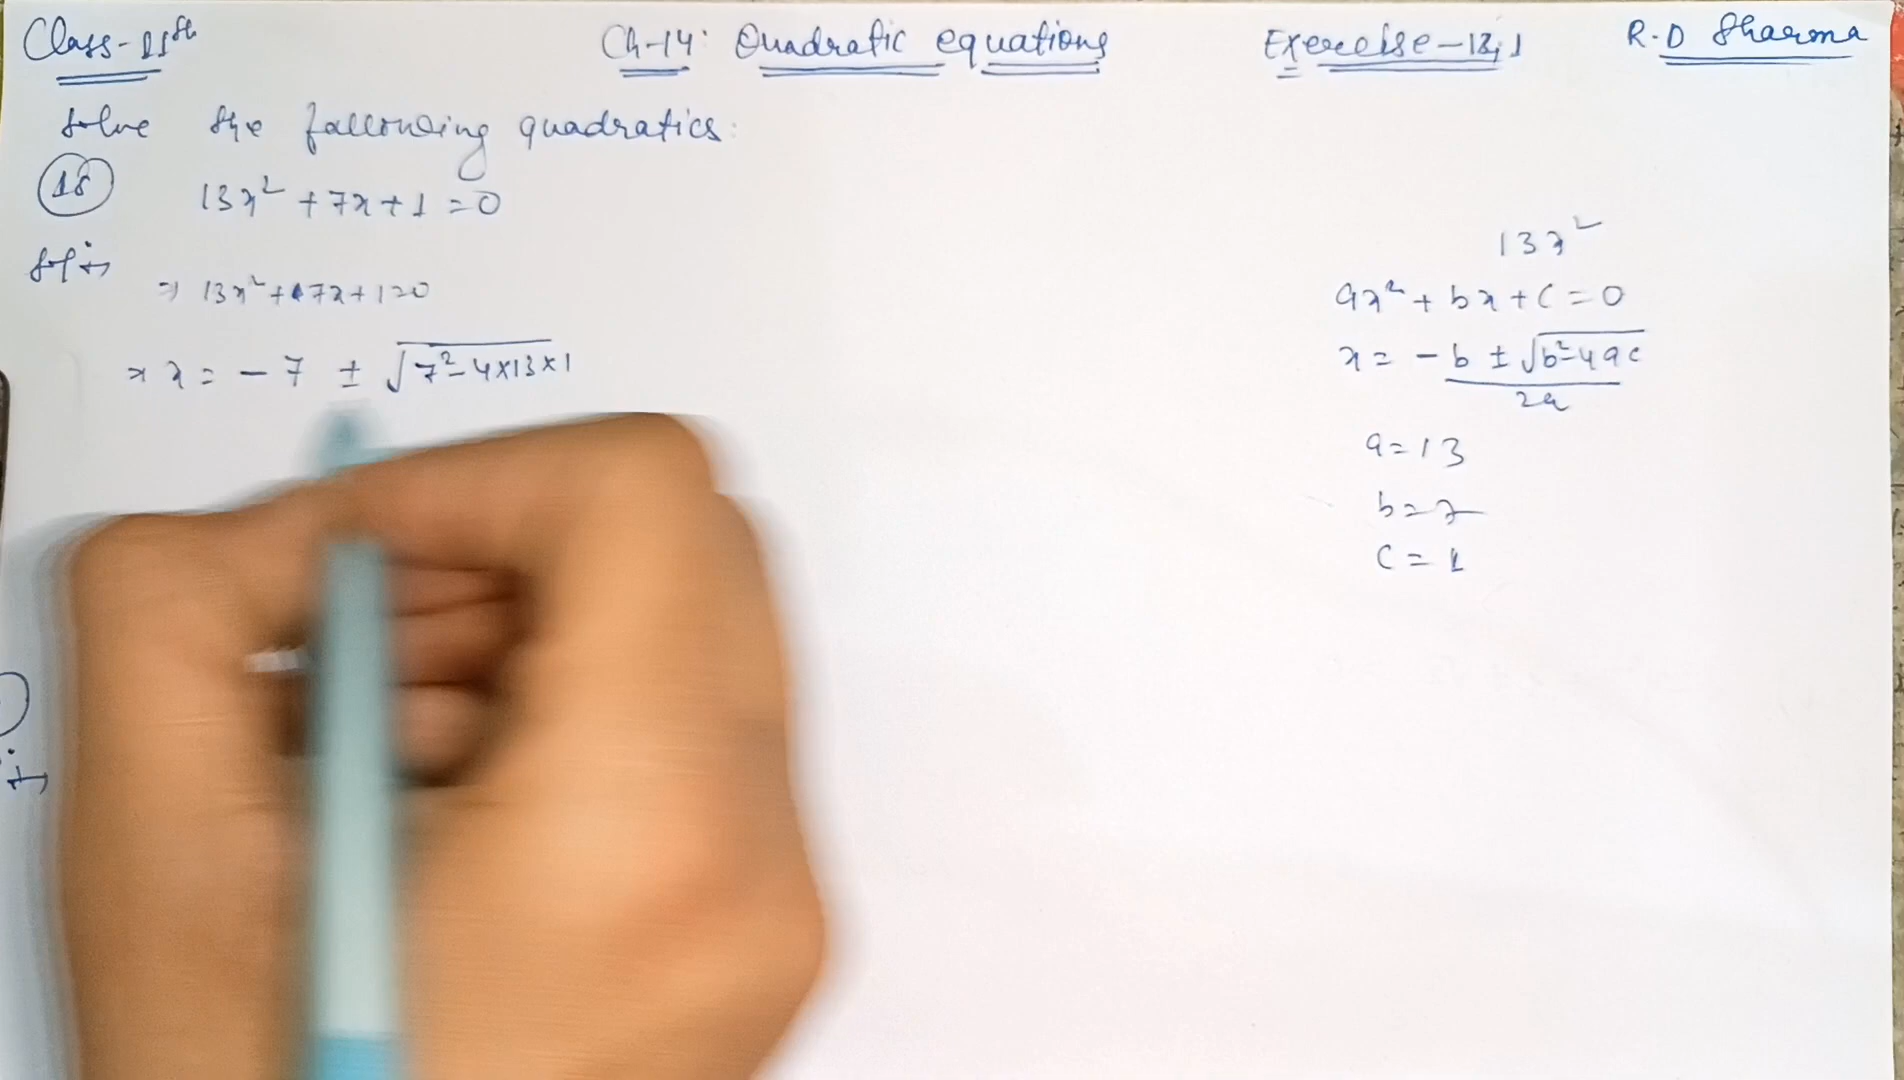 Class-11th Ch-14: Quadratic equations Exercise-13.1 R.D Sharma
Solve the following quadratics:
18 13x² + 7x + 1 = 0
Sol:→
⇒ 13x² + 7x + 1 = 0
x = -7 ± √7²-4×13×1
13x²
ax² + bx + c = 0
x = -b ± √b²-4ac
2a
a = 13
b = 7
c = 1